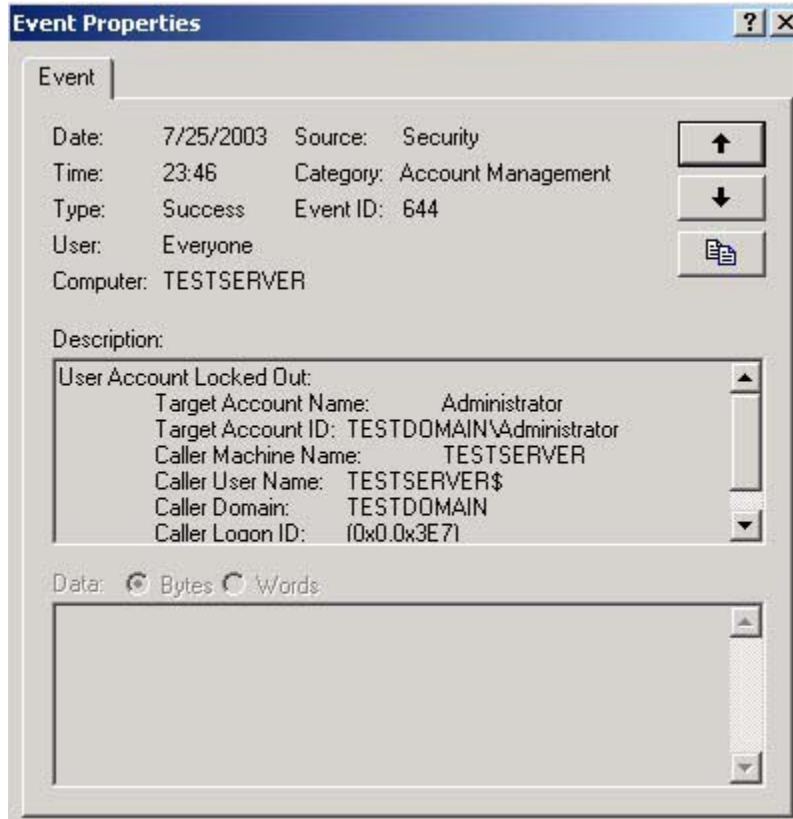 Event Properties
Event
Date: 7/25/2003 Source: Security
Time: 23:46 Category: Account Management
Type: Success Event ID: 644
User: Everyone
Computer: TESTSERVER
Description:
User Account Locked Out:
Target Account Name: Administrator
Target Account ID: TESTDOMAIN\Administrator
Caller Machine Name: TESTSERVER
Caller User Name: TESTSERVER$
Caller Domain: TESTDOMAIN
Caller Logon ID: (0x0,0x3E7)
Data: Bytes Words